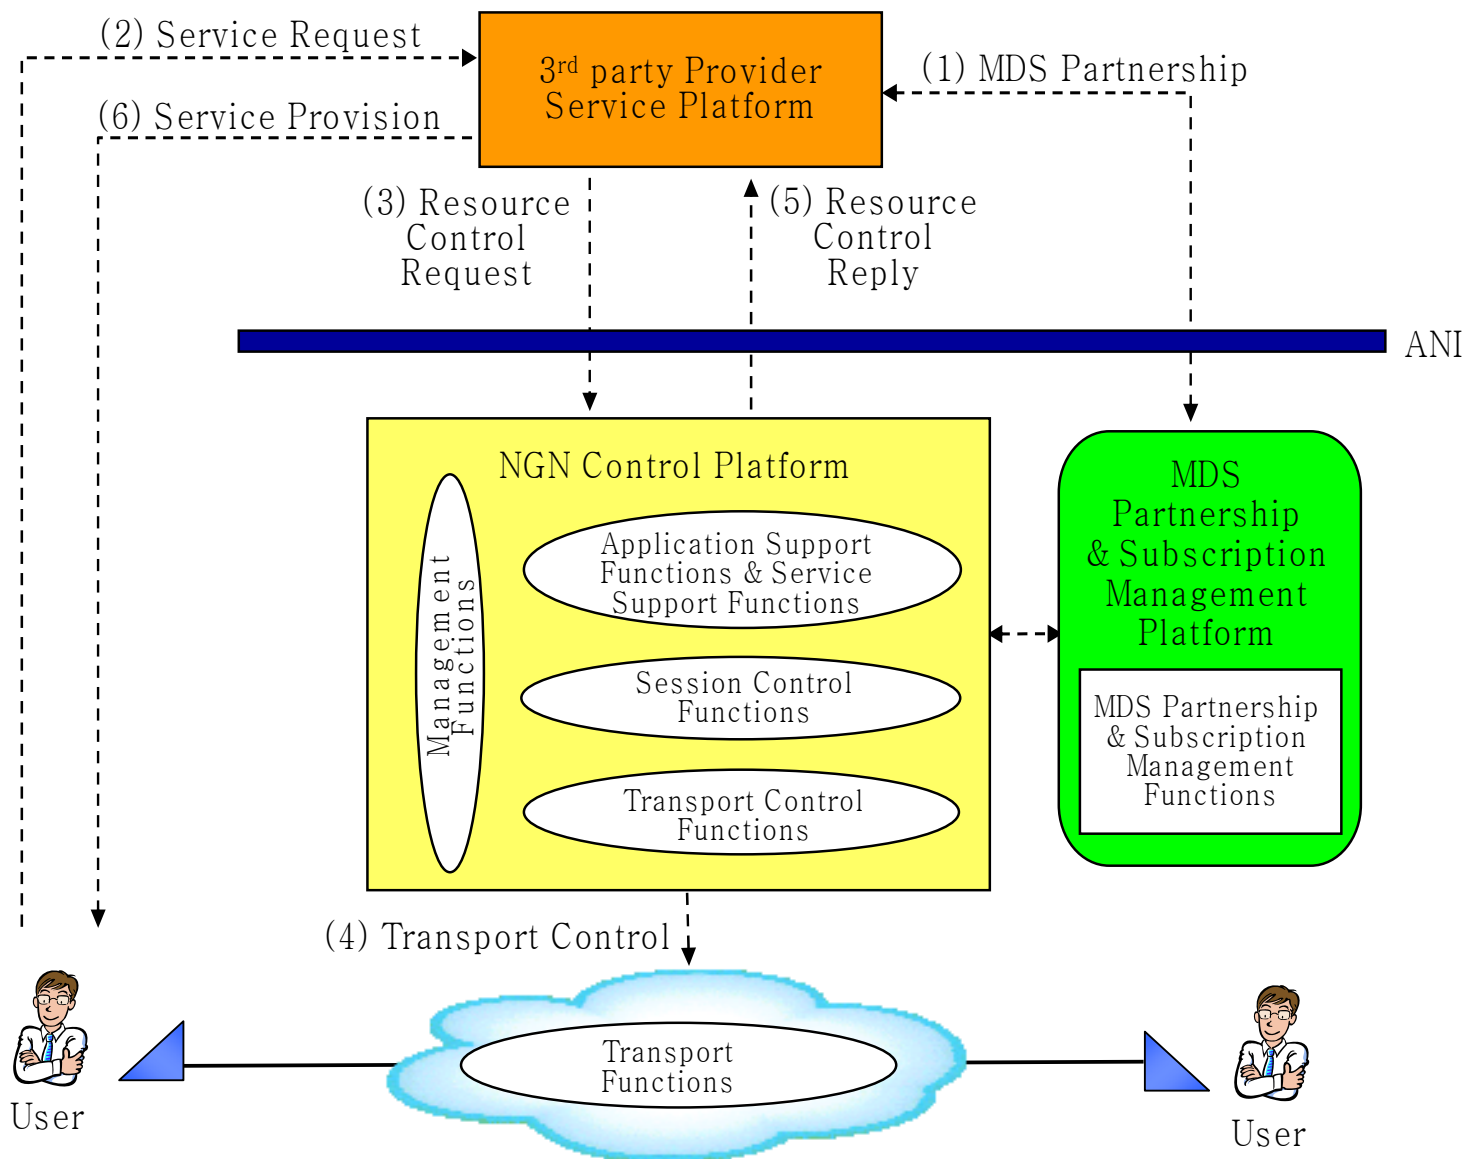 (2) Service Request
3rd party Provider
Service Platform
(1) MDS Partnership
(6) Service Provision
(3) Resource
Control
Request
(5) Resource
Control
Reply
ANI
NGN Control Platform
Management
Functions
Application Support
Functions & Service
Support Functions
Session Control
Functions
Transport Control
Functions
MDS
Partnership
& Subscription
Management
Platform
MDS Partnership
& Subscription
Management
Functions
(4) Transport Control
Transport
Functions
User
User